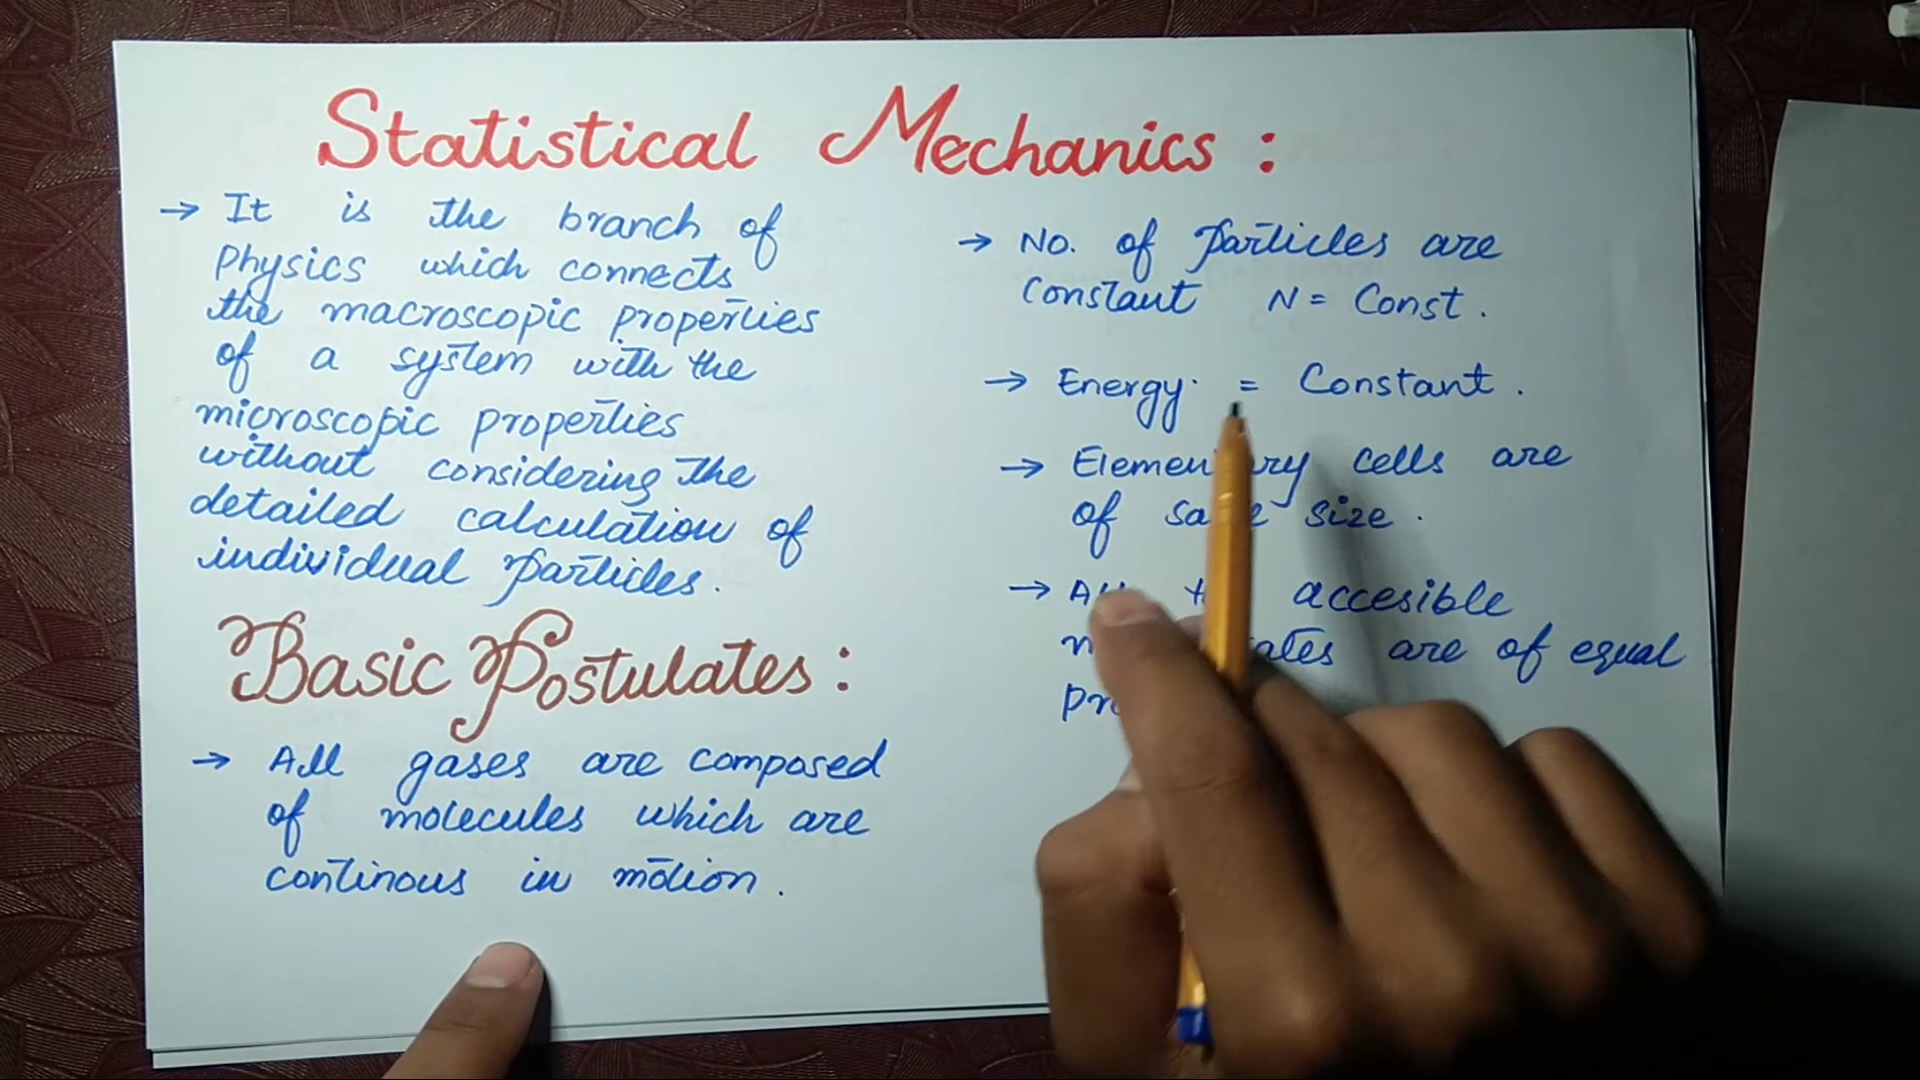 Statistical Mechanics :
→ It is the branch of
Physics which connects
the macroscopic properties
of a system with the
microscopic properties
without considering the
detailed calculation of
individual particles.
Basic Postulates :
→ All gases are composed
of molecules which are
continous in motion.
→ No. of particles are
constant N = Const.
→ Energy = Constant.
→ cells are
of size.
→ accesible
are of equal